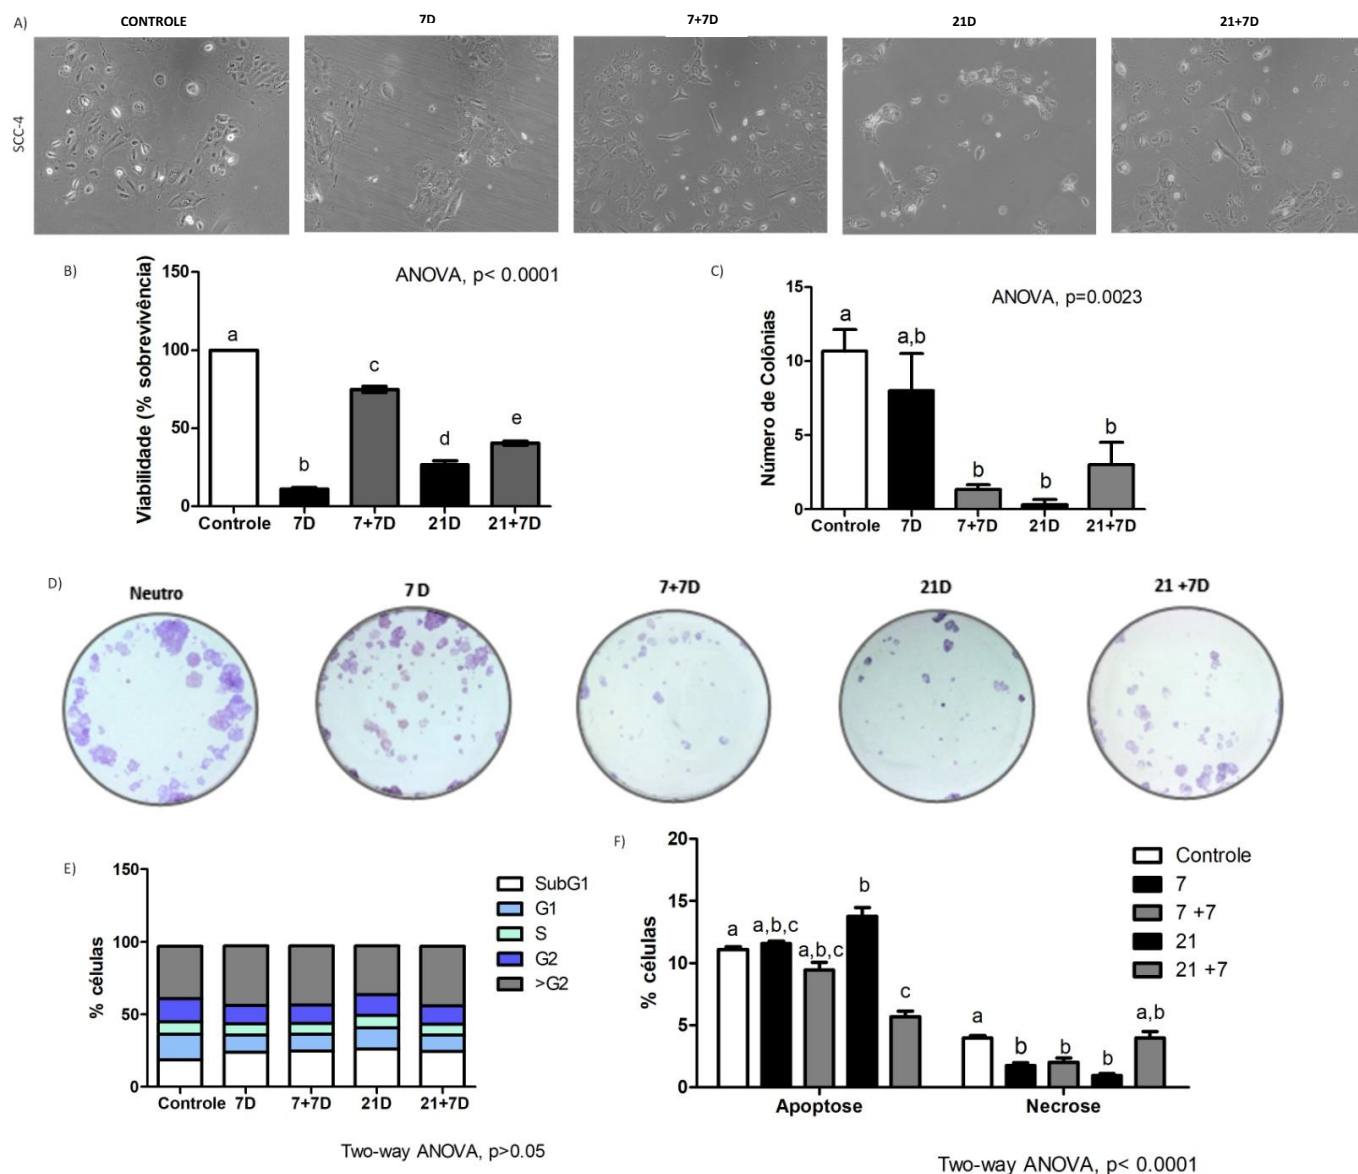 A)
CONTROLE
7D
7+7D
21D
21+7D
SCC-4
B)
ANOVA, p< 0.0001
Viabilidade (% sobrevivência)
150
100
50
0
a
b
c
d
e
Controle
7D
7+7D
21D
21+7D
C)
ANOVA, p=0.0023
Número de Colônias
15
10
5
0
a
a,b
b
b
b
Controle
7D
7+7D
21D
21+7D
D)
Neutro
7 D
7+7D
21D
21 +7D
E)
% células
150
100
50
0
Controle
7D
7+7D
21D
21+7D
SubG1
G1
S
G2
>G2
Two-way ANOVA, p>0.05
F)
% células
20
15
10
5
0
a
a,b,c
a,b,c
b
c
a
b
b
b
a,b
Apoptose
Necrose
Controle
7
7 +7
21
21 +7
Two-way ANOVA, p< 0.0001